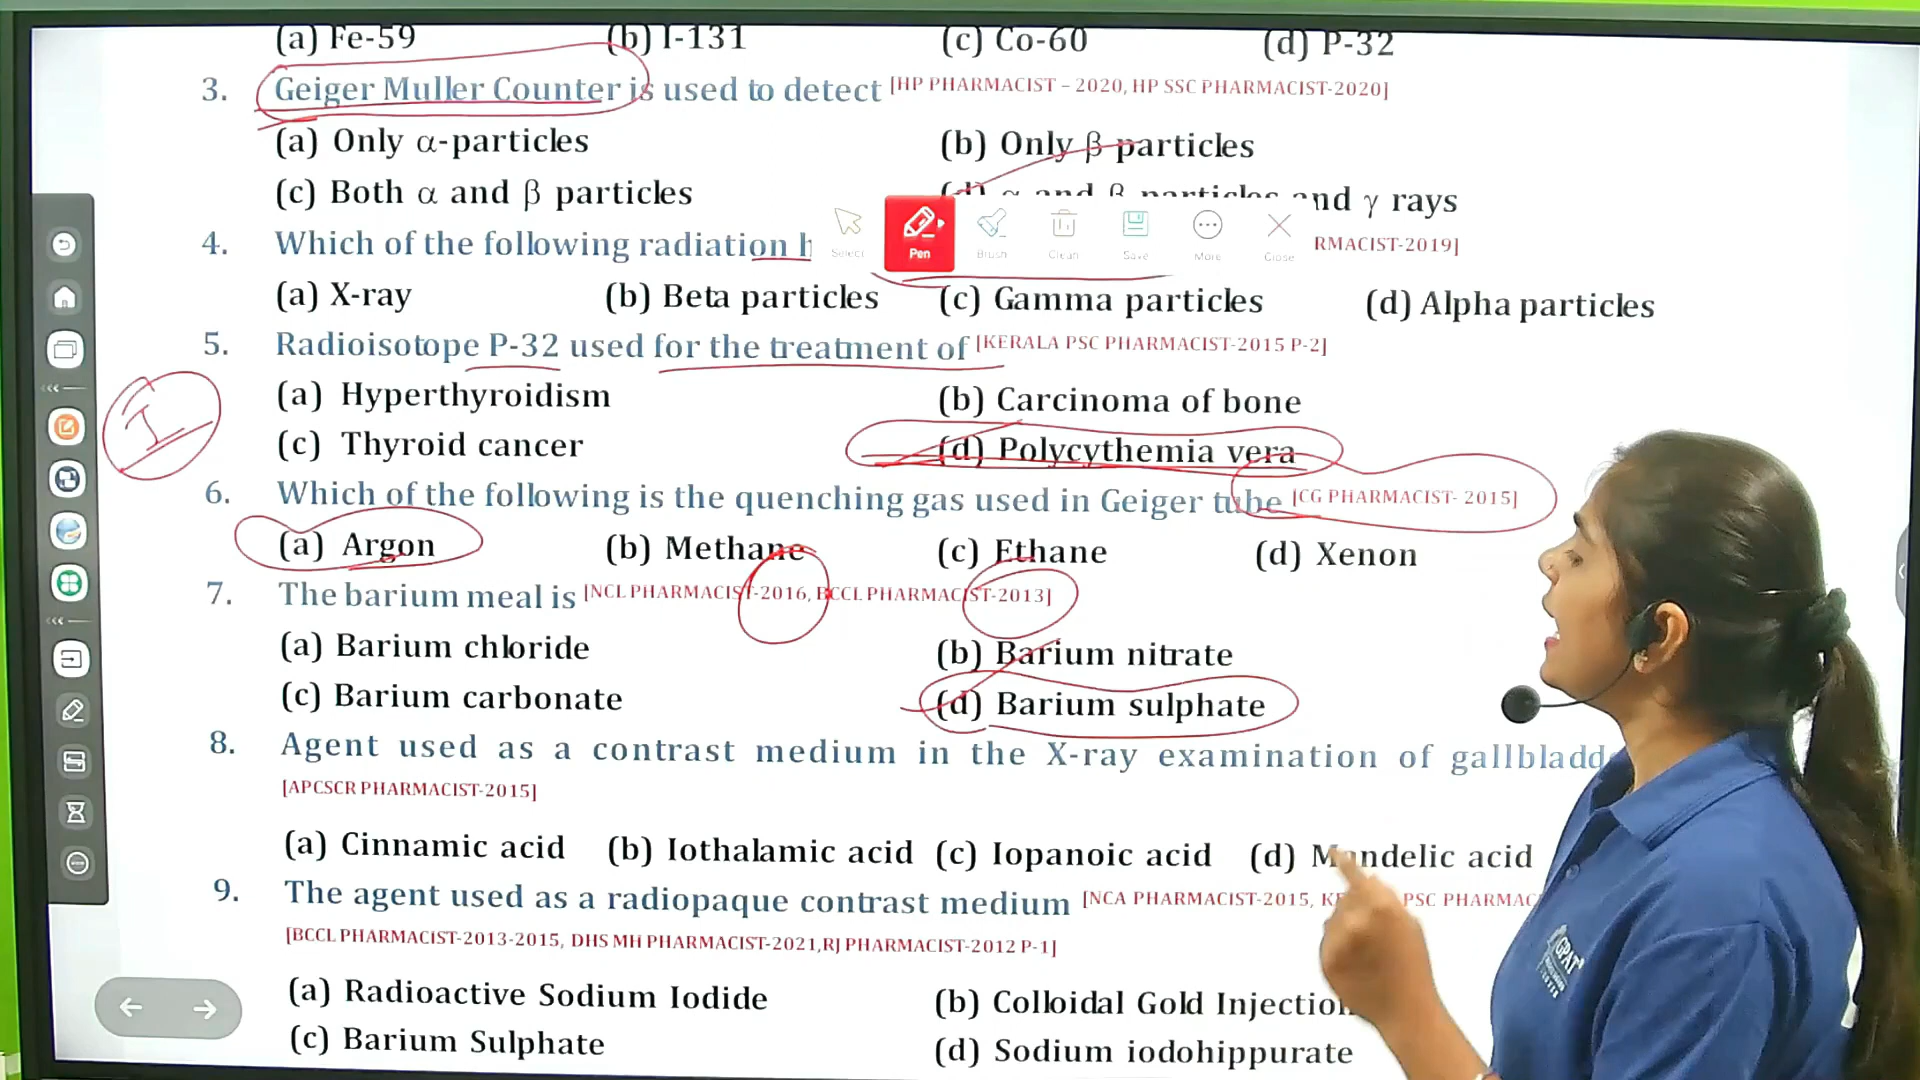 (a) Fe-59 (b) I-131 (c) Co-60 (d) P-32
3. Geiger Muller Counter is used to detect [HP PHARMACIST – 2020, HP SSC PHARMACIST-2020]
(a) Only α-particles (b) Only β particles
(c) Both α and β particles (d) α and β particles and γ rays
4. Which of the following radiation RMACIST-2019]
Select Pen Brush Clean Save More Close
(a) X-ray (b) Beta particles (c) Gamma particles (d) Alpha particles
5. Radioisotope P-32 used for the treatment of [KERALA PSC PHARMACIST-2015 P-2]
(a) Hyperthyroidism (b) Carcinoma of bone
I
(c) Thyroid cancer (d) Polycythemia vera
6. Which of the following is the quenching gas used in Geiger tube [CG PHARMACIST- 2015]
(a) Argon (b) Methane (c) Ethane (d) Xenon
7. The barium meal is [NCL PHARMACIST-2016, BCCL PHARMACIST-2013]
(a) Barium chloride (b) Barium nitrate
(c) Barium carbonate (d) Barium sulphate
8. Agent used as a contrast medium in the X-ray examination of
[APCSCR PHARMACIST-2015]
(a) Cinnamic acid (b) Iothalamic acid (c) Iopanoic acid (d) Mandelic acid
9. The agent used as a radiopaque contrast medium [NCA PHARMACIST-2015, PSC
[BCCL PHARMACIST-2013-2015, DHS MH PHARMACIST-2021,RJ PHARMACIST-2012 P-1]
(a) Radioactive Sodium Iodide (b) Colloidal Gold Injection
(c) Barium Sulphate (d) Sodium iodohippurate
GPAT